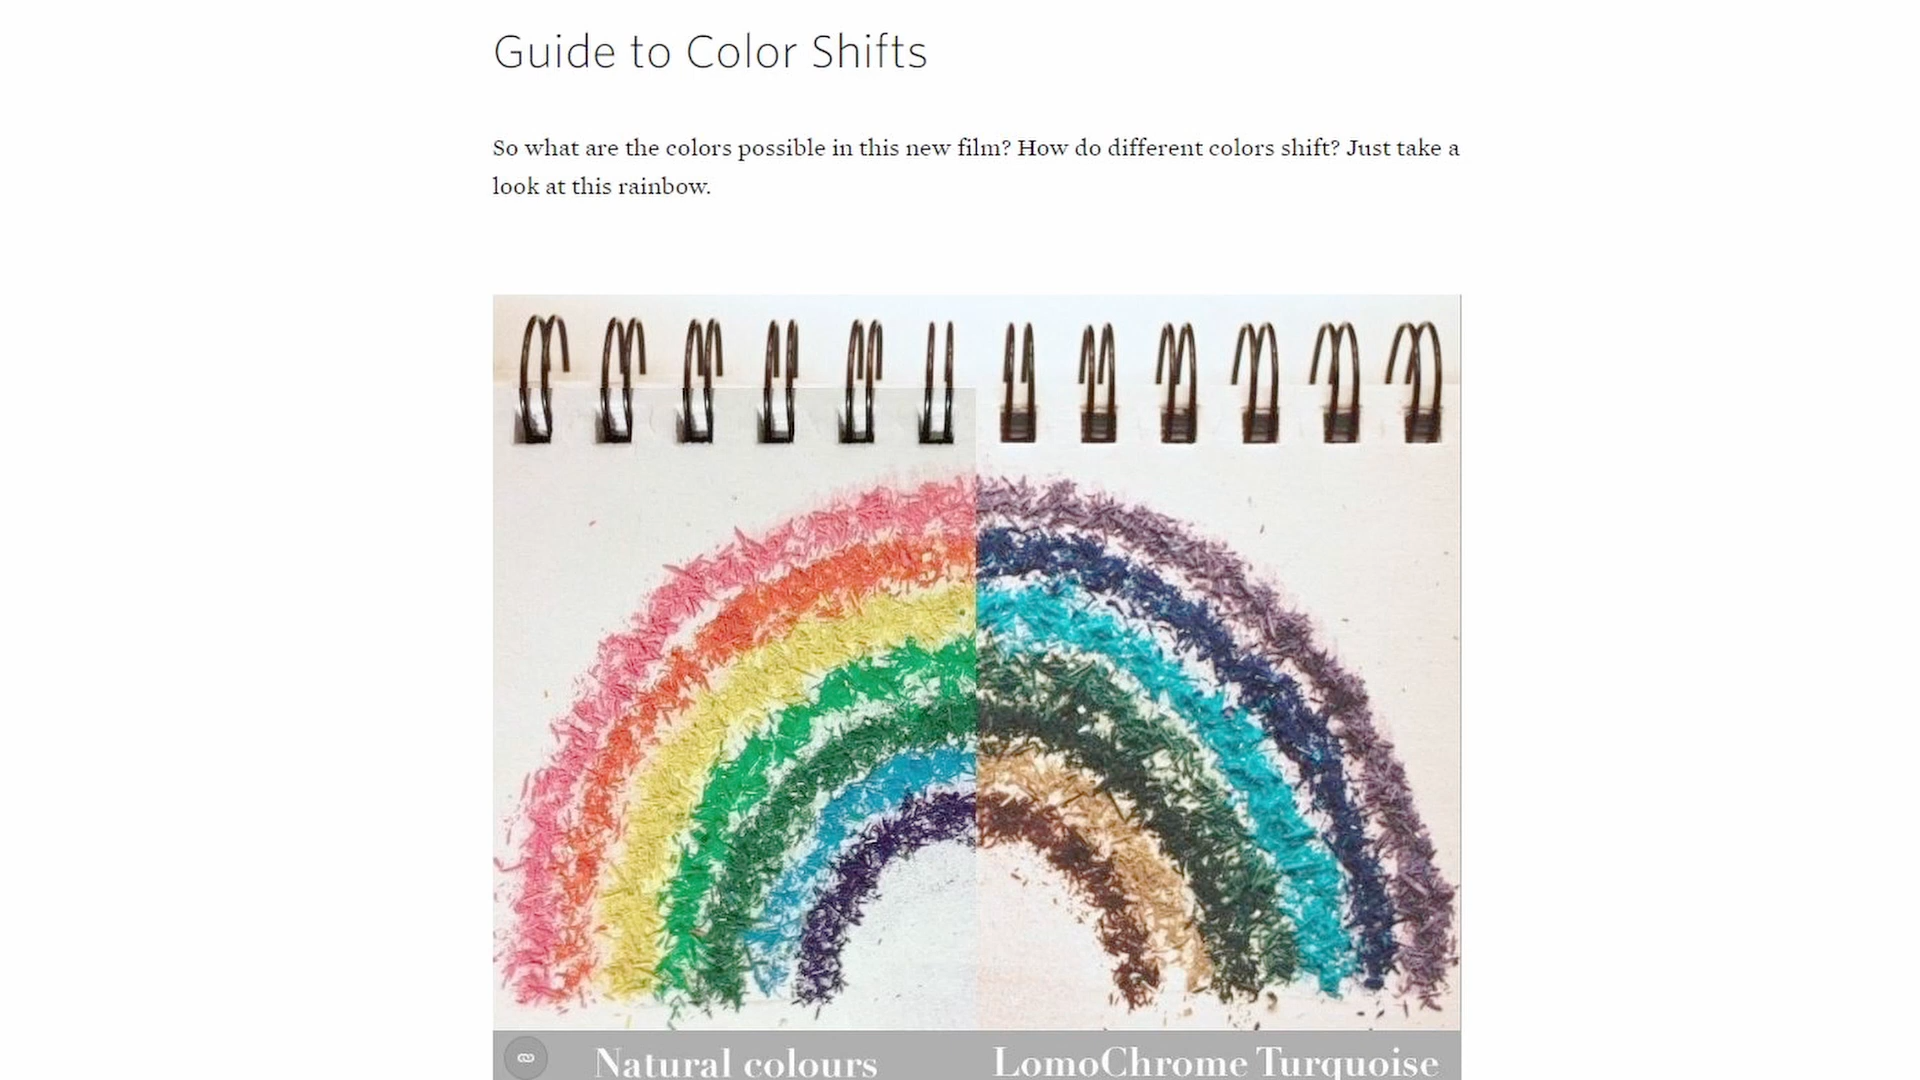 Guide to Color Shifts
So what are the colors possible in this new film? How do different colors shift? Just take a
look at this rainbow.
Natural colours
LomoChrome Turquoise